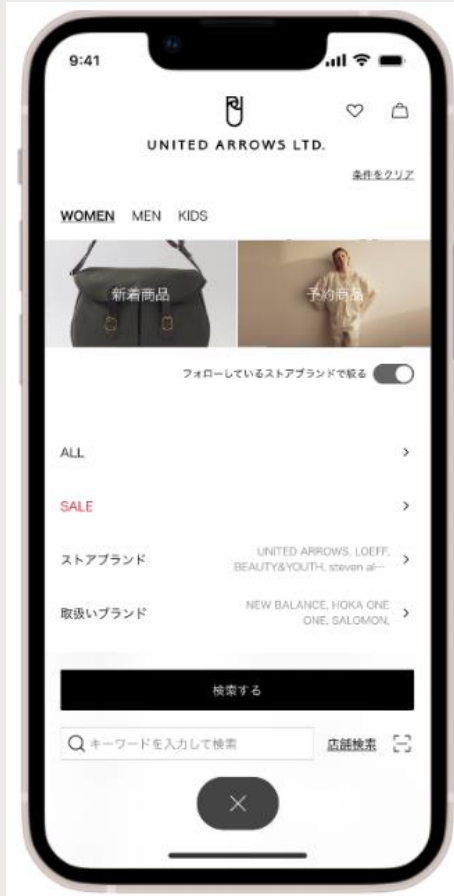 9:41
UNITED ARROWS LTD.
条件をクリア
WOMEN MEN KIDS
新着商品
予約商品
フォローしているストアブランドで絞る
ALL
SALE
ストアブランド
UNITED ARROWS, LOEFF,
BEAUTY&YOUTH, steven al…
取扱いブランド
NEW BALANCE, HOKA ONE
ONE, SALOMON,
検索する
キーワードを入力して検索
店舗検索